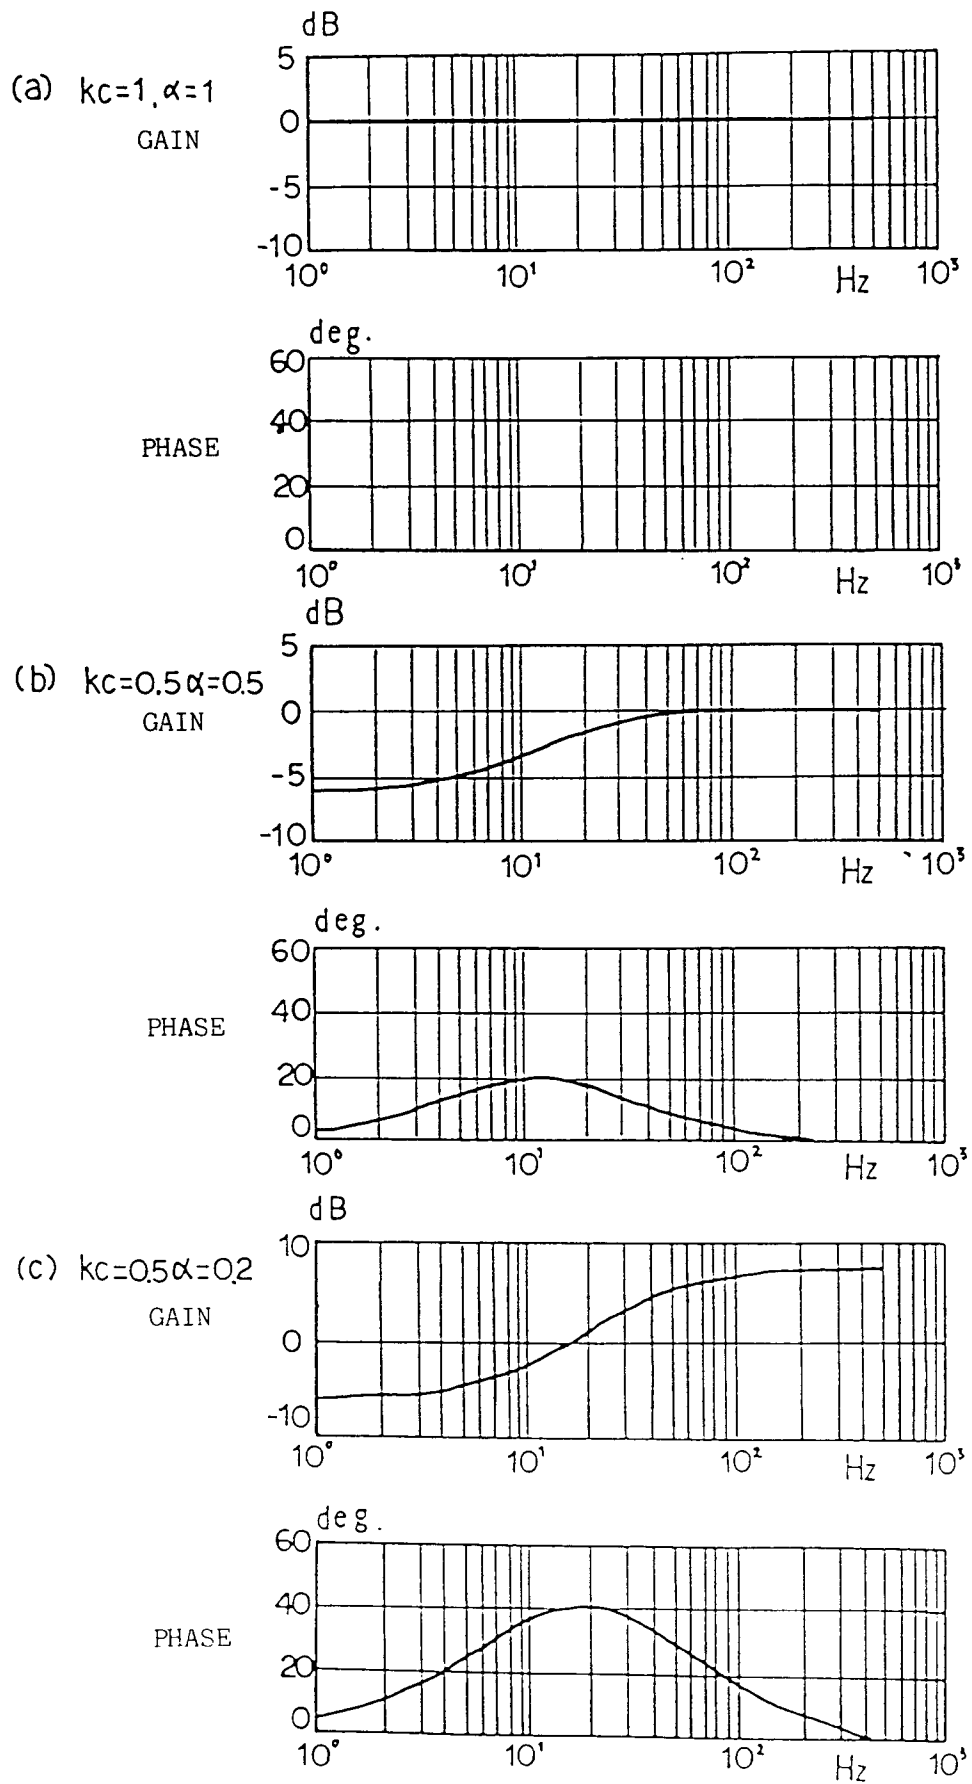 dB
5
(a) kc=1, α=1
GAIN
0
-5
-10
10⁰ 10¹ 10² Hz 10³
deg.
60
40
PHASE
20
0
10⁰ 10¹ 10² Hz 10³
dB
5
(b) kc=0.5 α=0.5
GAIN
0
-5
-10
10⁰ 10¹ 10² Hz 10³
deg.
60
40
PHASE
20
0
10⁰ 10¹ 10² Hz 10³
dB
10
(c) kc=0.5 α=0.2
GAIN
0
-10
10⁰ 10¹ 10² Hz 10³
deg.
60
40
PHASE
20
0
10⁰ 10¹ 10² Hz 10³